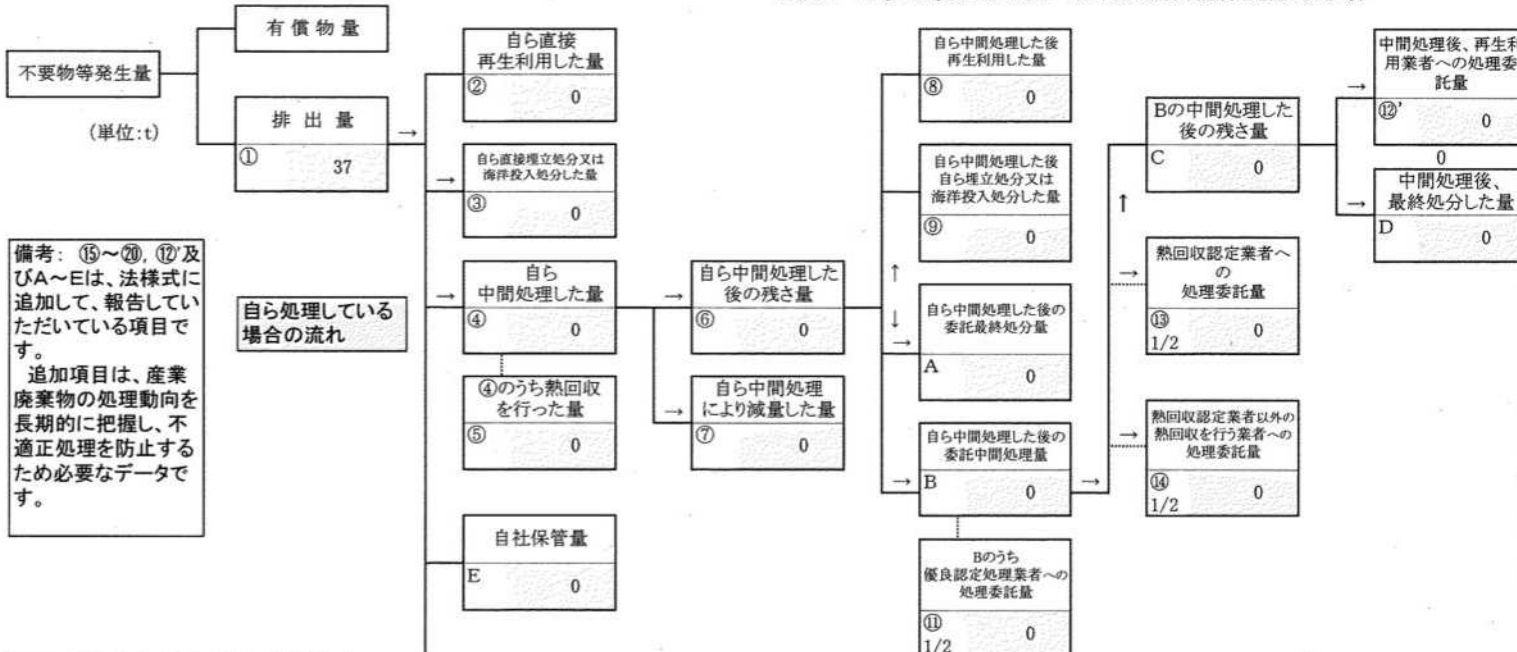 有償物量
不要物等発生量
(単位:t)
排出量
→
①
37
備考: ⑮～⑳, ⑫'及
びA～Eは、法様式に
追加して、報告してい
ただいている項目で
す。
追加項目は、産業
廃棄物の処理動向を
長期的に把握し、不
適正処理を防止する
ため必要なデータで
す。
自ら処理している
場合の流れ
自ら直接
再生利用した量
②
0
→
自ら直接埋立処分又は
海洋投入処分した量
③
0
→
自ら
中間処理した量
④
0
④のうち熱回収
を行った量
⑤
0
自社保管量
E
0
→
自ら中間処理した
後の残さ量
⑥
0
→
自ら中間処理
により減量した量
⑦
0
自ら中間処理した後
再生利用した量
⑧
0
自ら中間処理した後
自ら埋立処分又は
海洋投入処分した量
⑨
0
↑
↓
→
自ら中間処理した後の
委託最終処分量
A
0
→
自ら中間処理した後の
委託中間処理量
B
0
→
Bのうち
優良認定処理業者への
処理委託量
⑪
1/2
0
Bの中間処理した
後の残さ量
C
0
↑
→
熱回収認定業者へ
の
処理委託量
⑬
1/2
0
→
熱回収認定業者以外の
熱回収を行う業者への
処理委託量
⑭
1/2
0
→
中間処理後、再生利
用業者への処理委
託量
⑫'
0
0
→
中間処理後、
最終処分した量
D
0